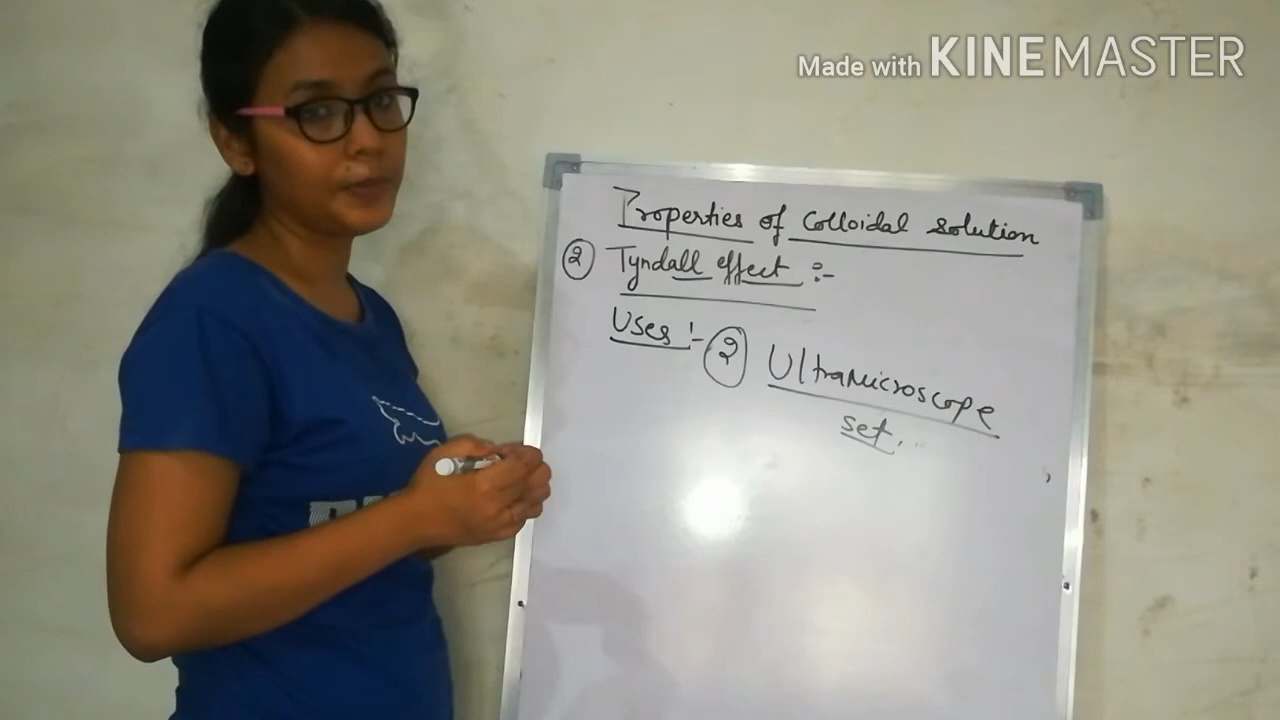 Made with KINEMASTER
Properties of Colloidal Solution
② Tyndall effect :-
Uses :- ② Ultramicroscope
set.